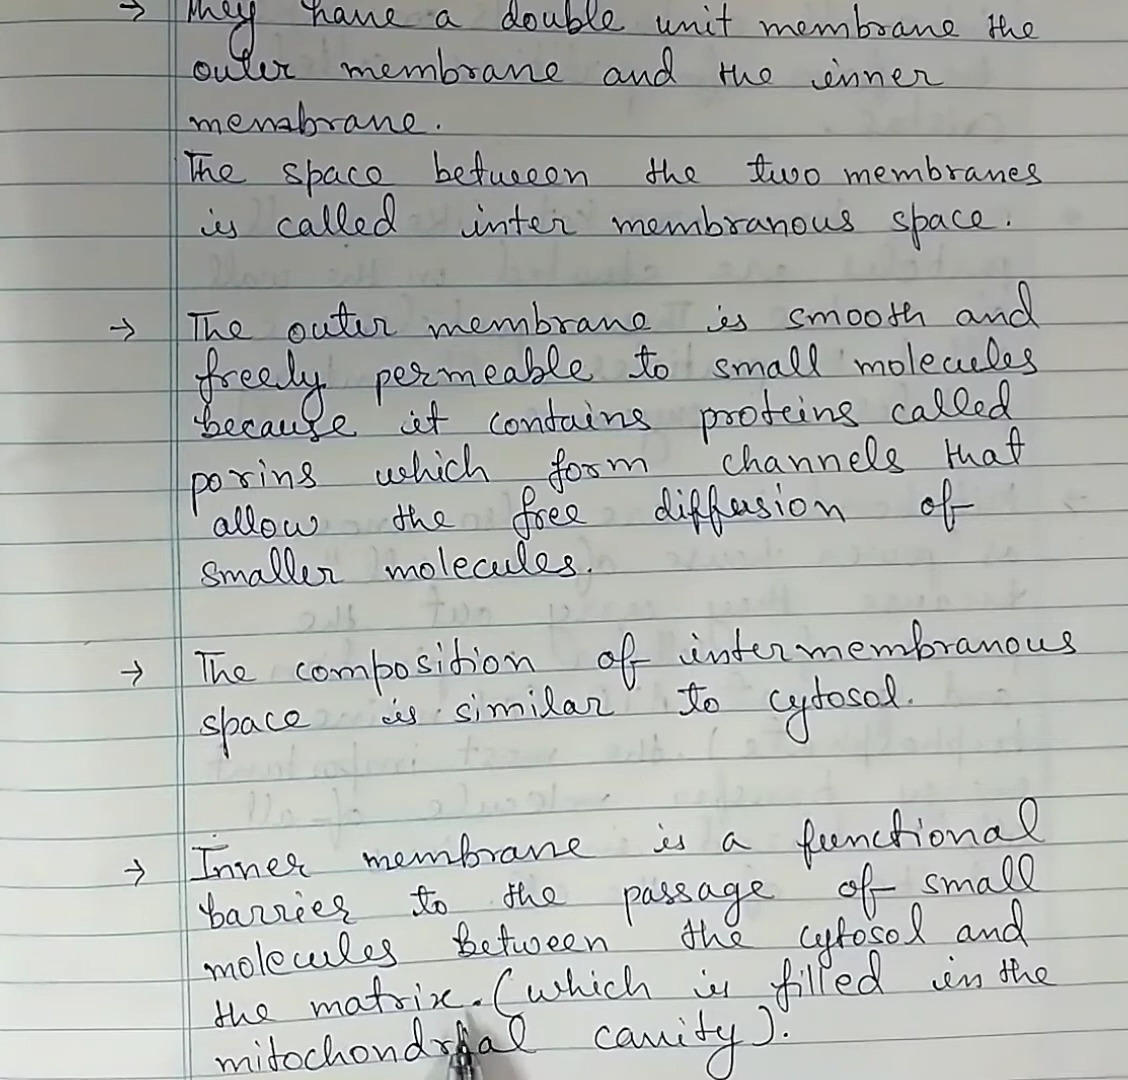 → They have a double unit membrane the
outer membrane and the inner
membrane.
The space between the two membranes
is called inter membranous space.
→ The outer membrane is smooth and
freely permeable to small molecules
because it contains proteins called
porins which form channels that
allow the free diffusion of
smaller molecules.
→ The composition of intermembranous
space is similar to cytosol.
→ Inner membrane is a functional
barrier to the passage of small
molecules between the cytosol and
the matrix. (which is filled in the
mitochondrial cavity).